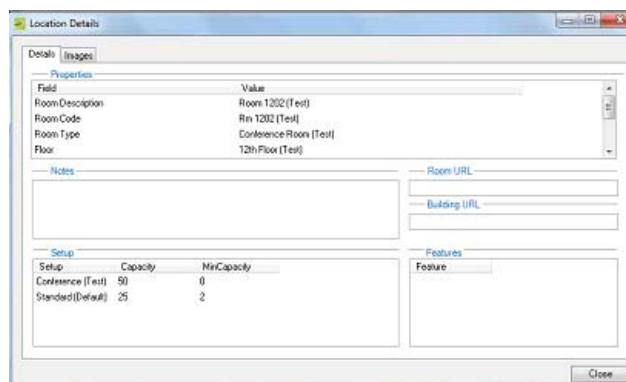 Location Details
Details Images
Properties
Field Value
Room Description Room 1202 (Test)
Room Code Rm 1202 (Test)
Room Type Conference Room (Test)
Floor 12th Floor (Test)
Notes Room URL
Building URL
Setup Features
Setup Capacity MinCapacity Feature
Conference (Test) 50 0
Standard (Default) 25 2
Close